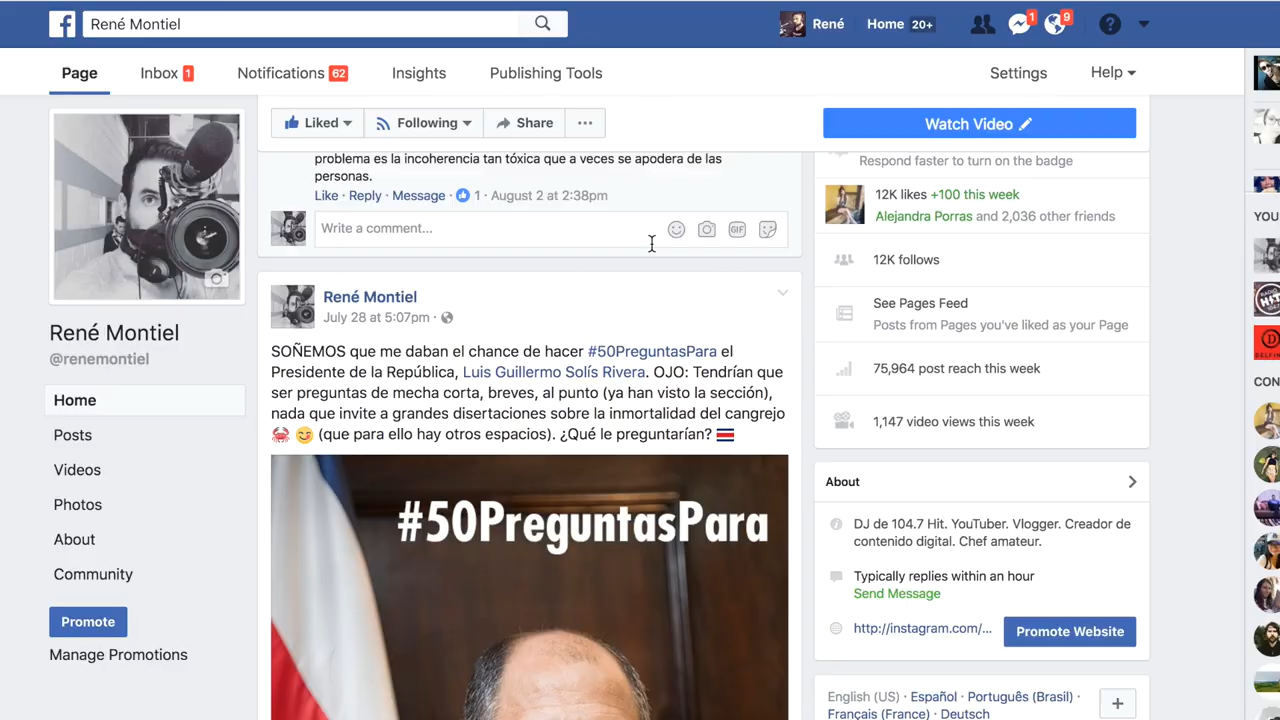 René Montiel
René
Home 20+
1
9
Page
Inbox 1
Notifications 62
Insights
Publishing Tools
Settings
Help
Liked
Following
Share
Watch Video
problema es la incoherencia tan tóxica que a veces se apodera de las
personas.
Like · Reply · Message · 1 · August 2 at 2:38pm
Write a comment...
GIF
René Montiel
@renemontiel
Home
Posts
Videos
Photos
About
Community
Promote
Manage Promotions
René Montiel
July 28 at 5:07pm ·
SOÑEMOS que me daban el chance de hacer #50PreguntasPara el
Presidente de la República, Luis Guillermo Solís Rivera. OJO: Tendrían que
ser preguntas de mecha corta, breves, al punto (ya han visto la sección),
nada que invite a grandes disertaciones sobre la inmortalidad del cangrejo
🦀 😋 (que para ello hay otros espacios). ¿Qué le preguntarían? 🇨🇷
#50PreguntasPara
Respond faster to turn on the badge
12K likes +100 this week
Alejandra Porras and 2,036 other friends
12K follows
See Pages Feed
Posts from Pages you've liked as your Page
75,964 post reach this week
1,147 video views this week
About
DJ de 104.7 Hit. YouTuber. Vlogger. Creador de
contenido digital. Chef amateur.
Typically replies within an hour
Send Message
http://instagram.com/...
Promote Website
English (US) · Español · Português (Brasil) ·
Français (France) · Deutsch
YOU
CON